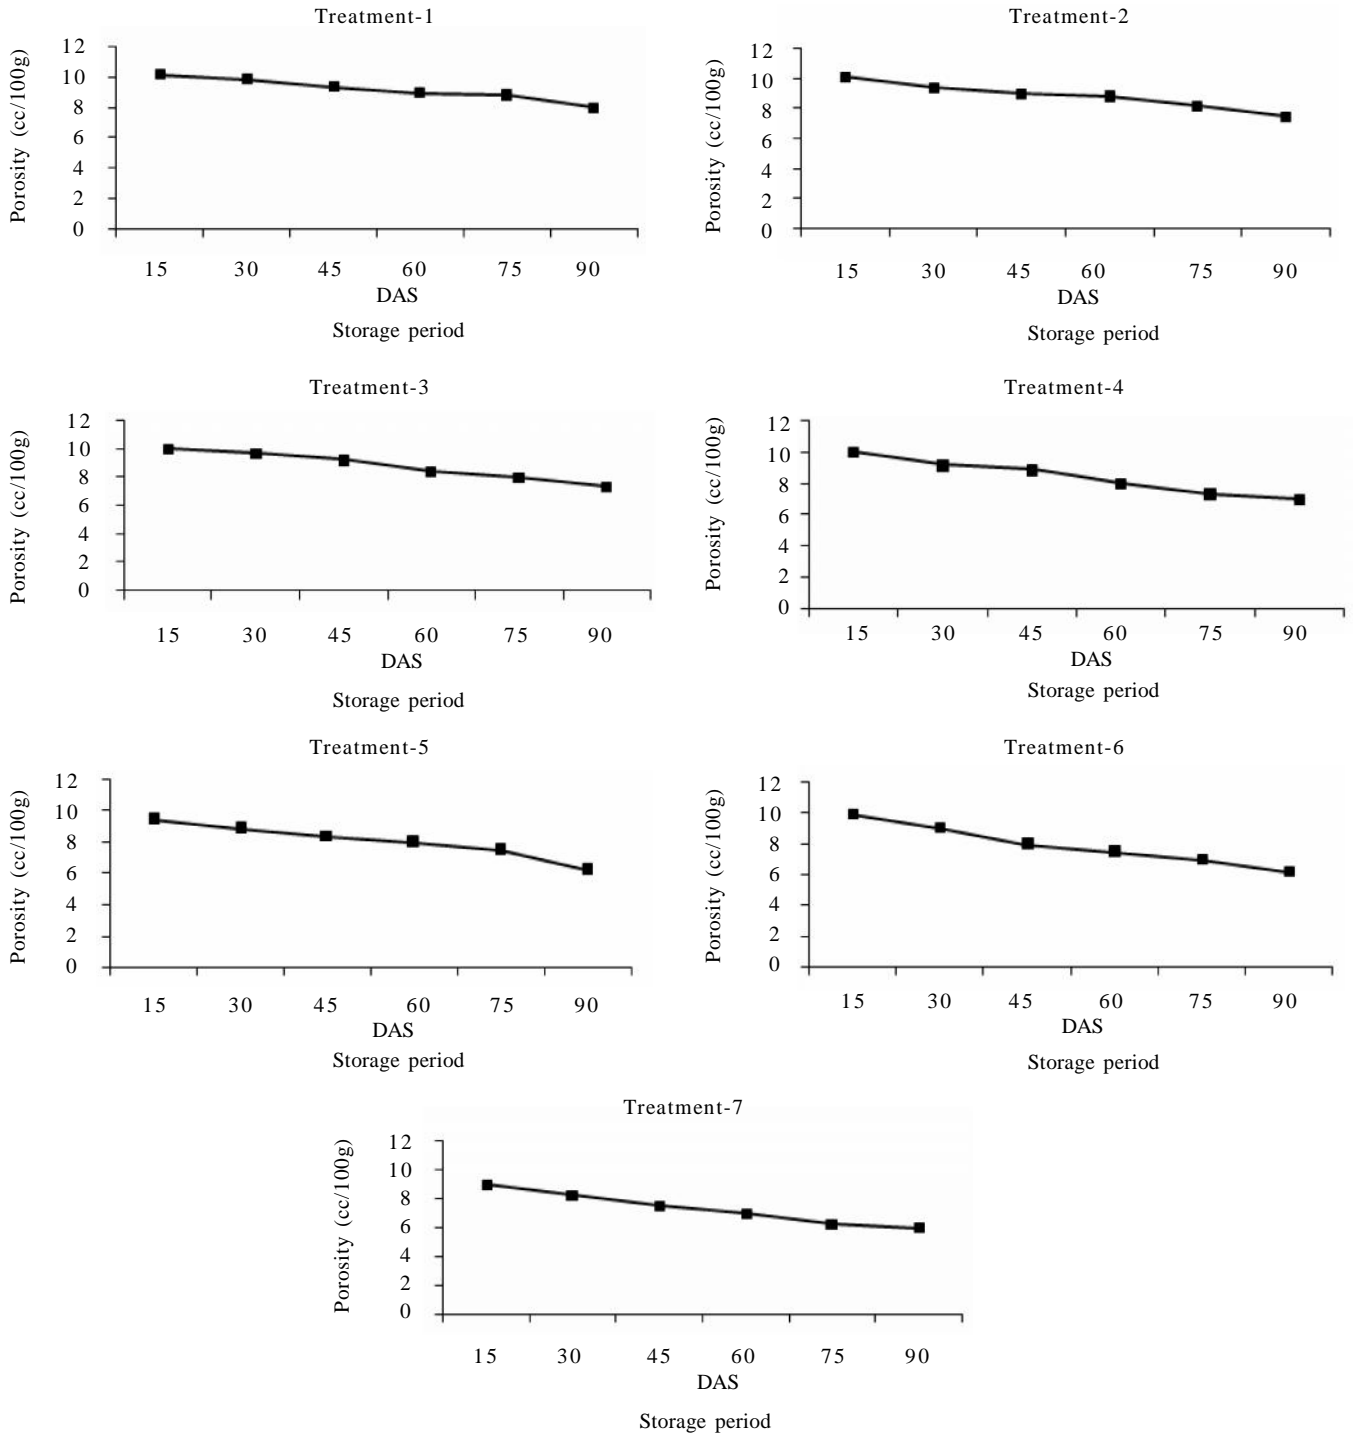 Treatment-1
Porosity (cc/100g)
12
10
8
6
4
2
0
15 30 45 60 75 90
DAS
Storage period
Treatment-2
Porosity (cc/100g)
12
10
8
6
4
2
0
15 30 45 60 75 90
DAS
Storage period
Treatment-3
Porosity (cc/100g)
12
10
8
6
4
2
0
15 30 45 60 75 90
DAS
Storage period
Treatment-4
Porosity (cc/100g)
12
10
8
6
4
2
0
15 30 45 60 75 90
DAS
Storage period
Treatment-5
Porosity (cc/100g)
12
10
8
6
4
2
0
15 30 45 60 75 90
DAS
Storage period
Treatment-6
Porosity (cc/100g)
12
10
8
6
4
2
0
15 30 45 60 75 90
DAS
Storage period
Treatment-7
Porosity (cc/100g)
12
10
8
6
4
2
0
15 30 45 60 75 90
DAS
Storage period